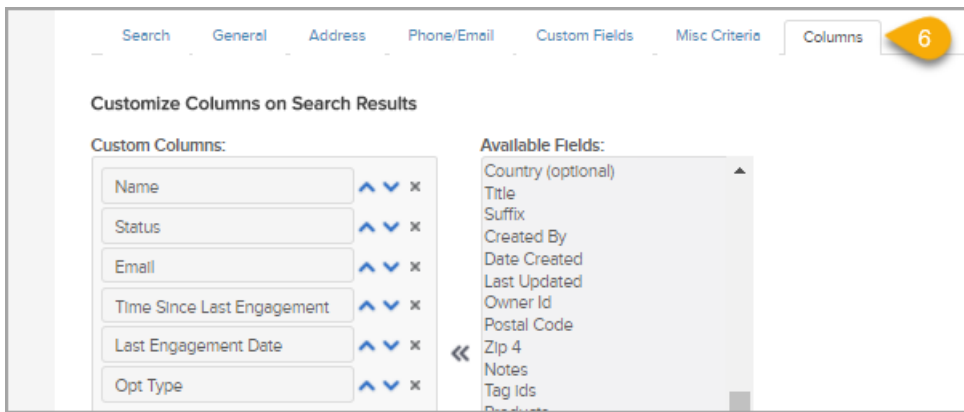 Search General Address Phone/Email Custom Fields Misc Criteria Columns 6
Customize Columns on Search Results
Custom Columns:
Name
Status
Email
Time Since Last Engagement
Last Engagement Date
Opt Type
Available Fields:
Country (optional)
Title
Suffix
Created By
Date Created
Last Updated
Owner Id
Postal Code
Zip 4
Notes
Tag Ids
Products